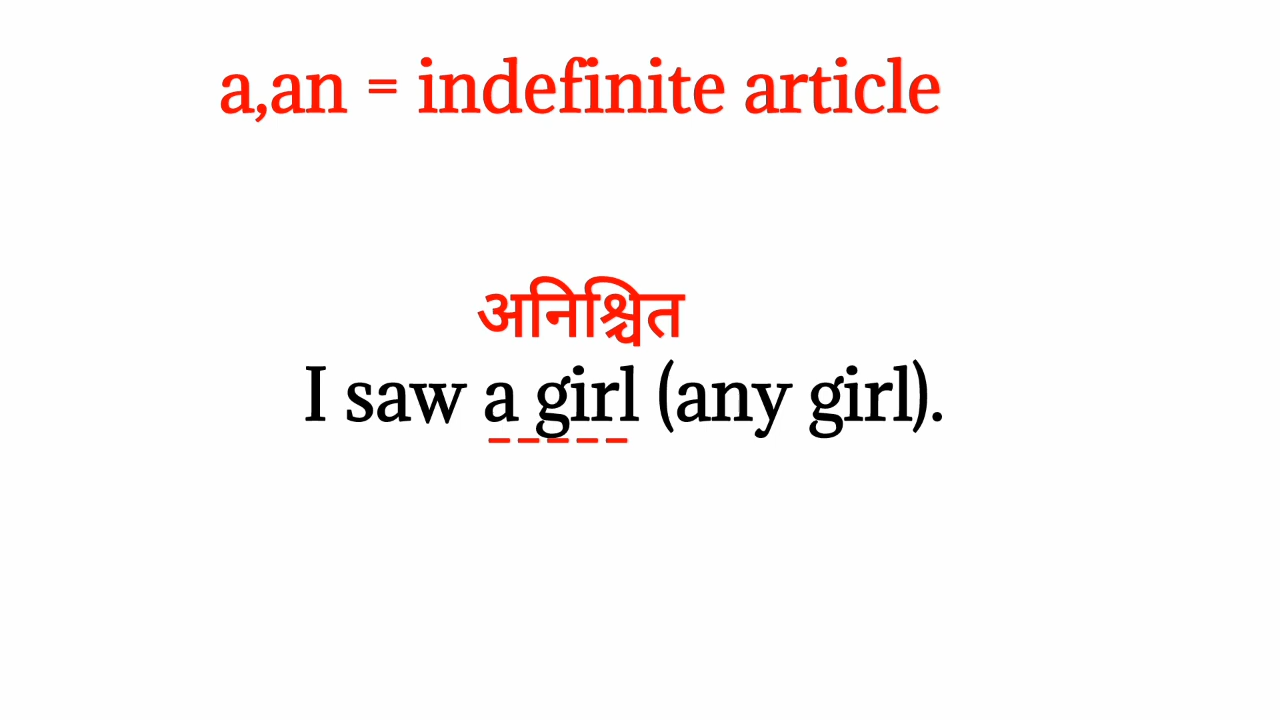 a,an = indefinite article
अनिश्चित
I saw a girl (any girl).